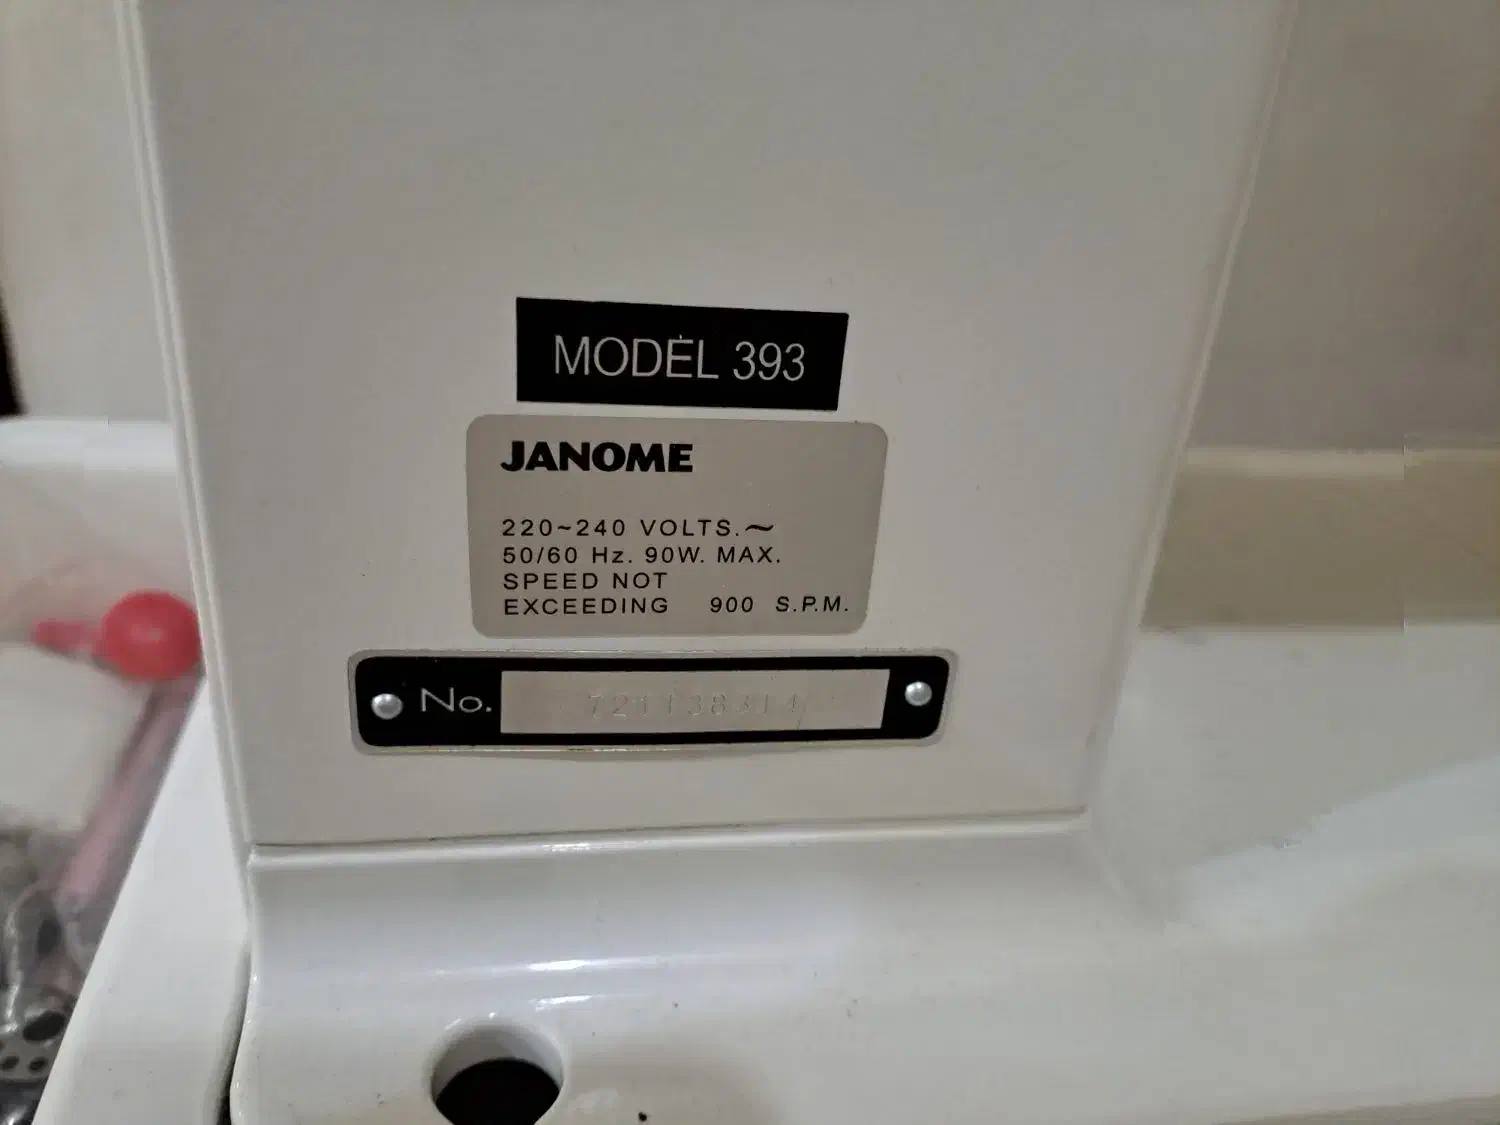 MODEL 393
JANOME
220~240 VOLTS.~
50/60 Hz. 90W. MAX.
SPEED NOT
EXCEEDING 900 S.P.M.
No.